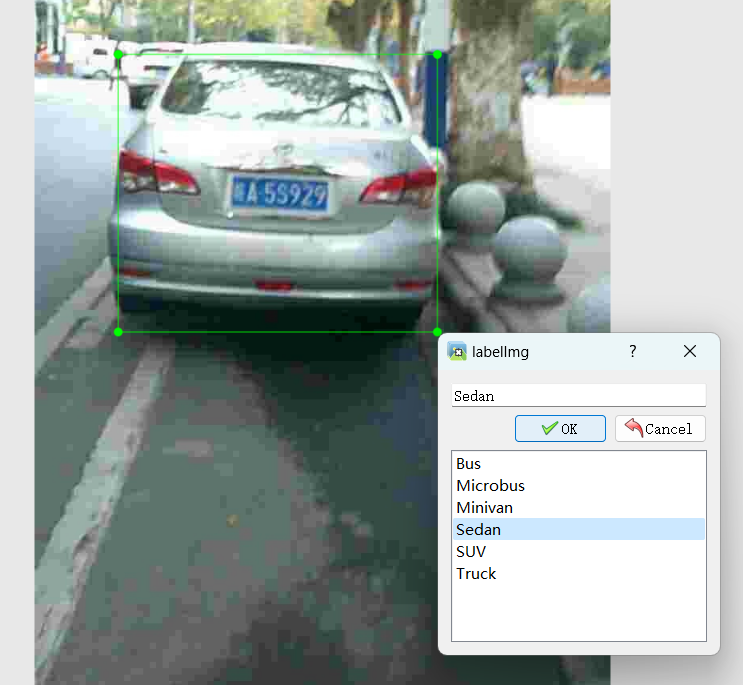 A·5S929
labelImg
?
Sedan
OK
Cancel
Bus
Microbus
Minivan
Sedan
SUV
Truck